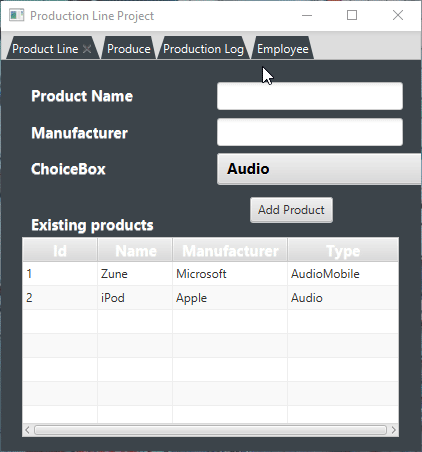 Production Line Project
Product Line Produce Production Log Employee
Product Name
Manufacturer
ChoiceBox Audio
Add Product
Existing products
Id Name Manufacturer Type
1 Zune Microsoft AudioMobile
2 iPod Apple Audio